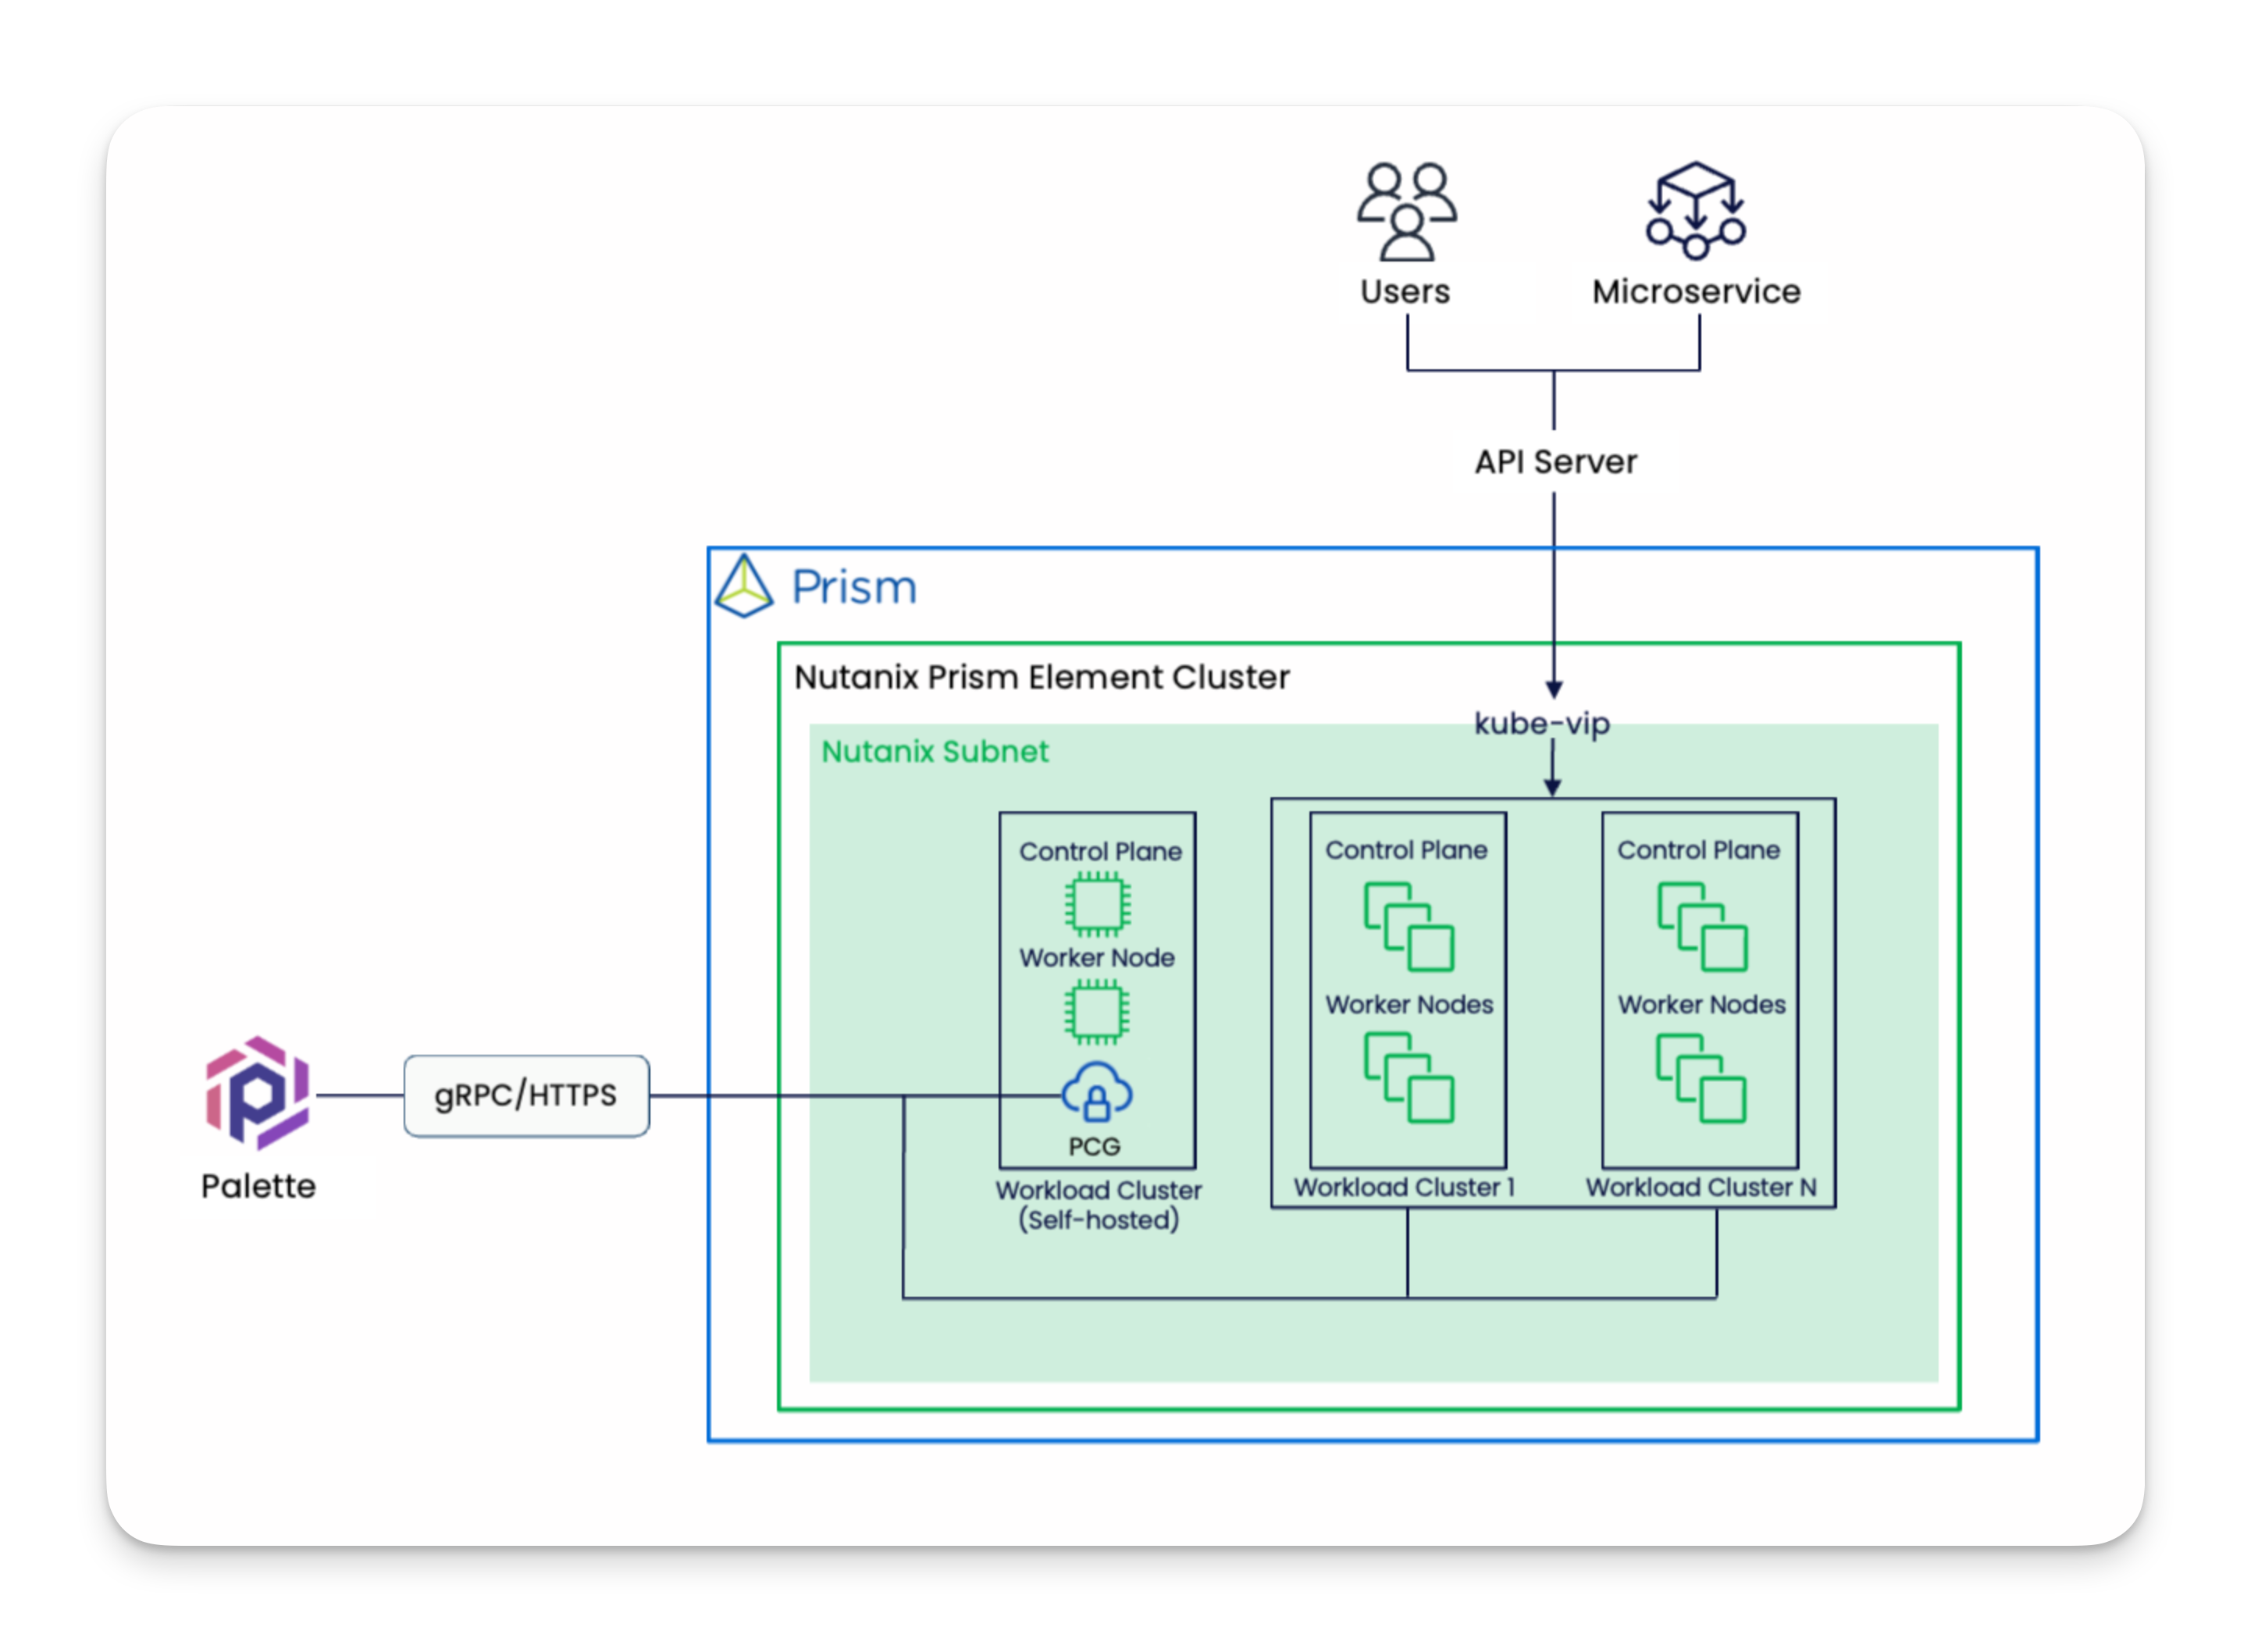 Users
Microservice
API Server
Prism
Nutanix Prism Element Cluster
kube-vip
Nutanix Subnet
Control Plane
Worker Node
PCG
Workload Cluster
(Self-hosted)
Control Plane
Worker Nodes
Workload Cluster 1
Control Plane
Worker Nodes
Workload Cluster N
gRPC/HTTPS
Palette